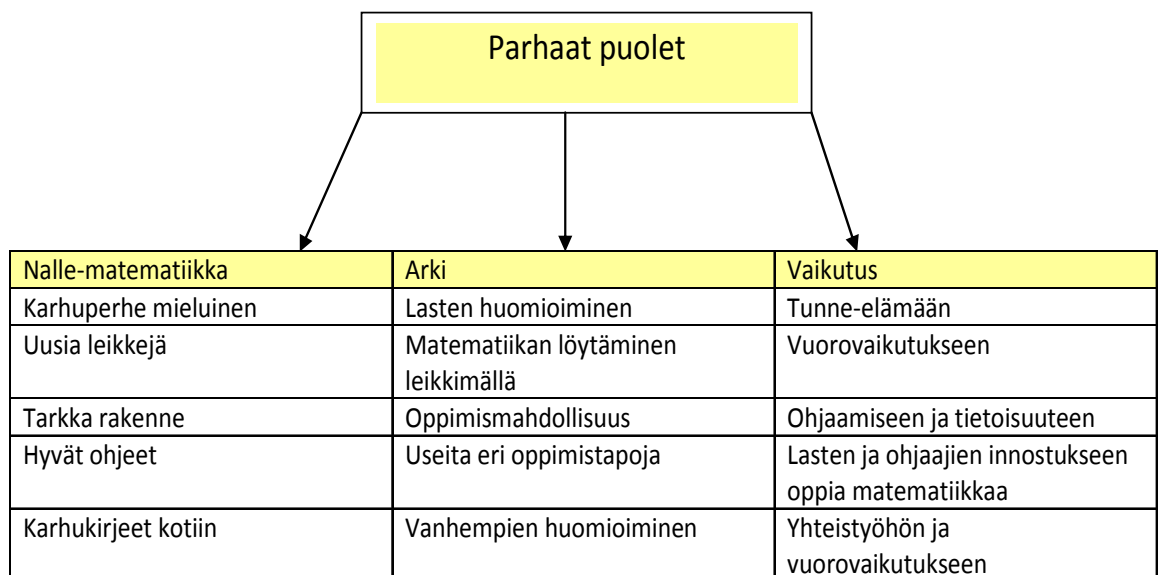 Parhaat puolet
Nalle-matematiikka Arki Vaikutus
Karhuperhe mieluinen Lasten huomioiminen Tunne-elämään
Uusia leikkejä Matematiikan löytäminen Vuorovaikutukseen
leikkimällä
Tarkka rakenne Oppimismahdollisuus Ohjaamiseen ja tietoisuuteen
Hyvät ohjeet Useita eri oppimistapoja Lasten ja ohjaajien innostukseen
oppia matematiikkaa
Karhukirjeet kotiin Vanhempien huomioiminen Yhteistyöhön ja
vuorovaikutukseen